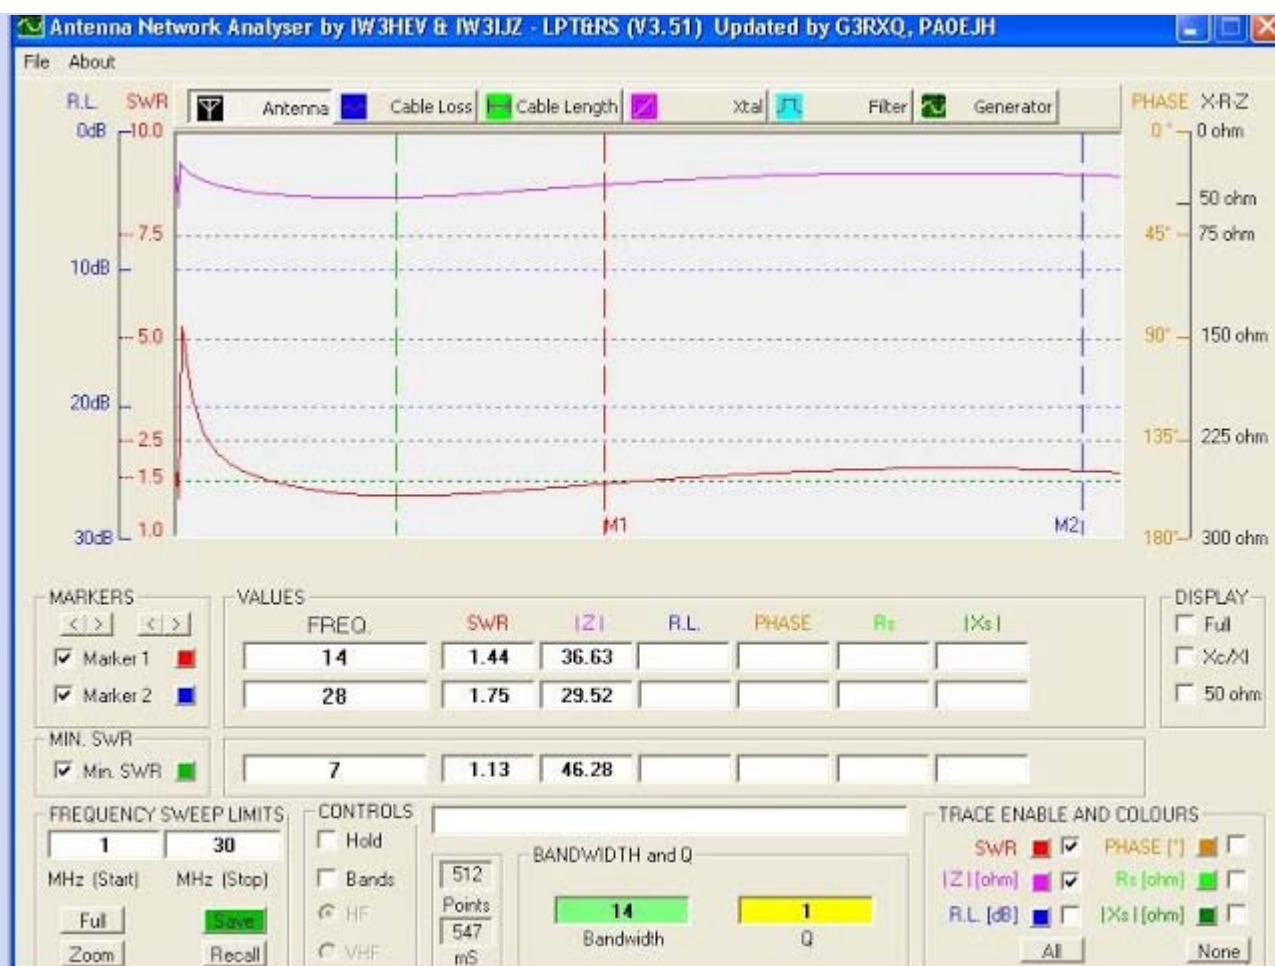 Antenna Network Analyser by IW3HEV & IW3IJZ - LPT&RS (V3.51) Updated by G3RXQ, PA0EJH
File About
R.L. SWR Antenna Cable Loss Cable Length Xtal Filter Generator PHASE X-R-Z
0dB 10.0 0° 0 ohm
50 ohm
7.5 45° 75 ohm
10dB
5.0 90° 150 ohm
20dB
2.5 135° 225 ohm
1.5
M1 M2
30dB 1.0 180° 300 ohm
MARKERS VALUES DISPLAY
< > < > FREQ. SWR |Z| R.L. PHASE Rs |Xs| Full
Marker 1 14 1.44 36.63 Xc/Xl
Marker 2 28 1.75 29.52 50 ohm
MIN. SWR
Min. SWR 7 1.13 46.28
FREQUENCY SWEEP LIMITS CONTROLS TRACE ENABLE AND COLOURS
1 30 Hold SWR PHASE (°)
MHz (Start) MHz (Stop) Bands 512 BANDWIDTH and Q |Z| [ohm] Rs [ohm]
Full Save HF Points 14 1 R.L. [dB] |Xs| [ohm]
Zoom Recall VHF 547 mS Bandwidth Q All None